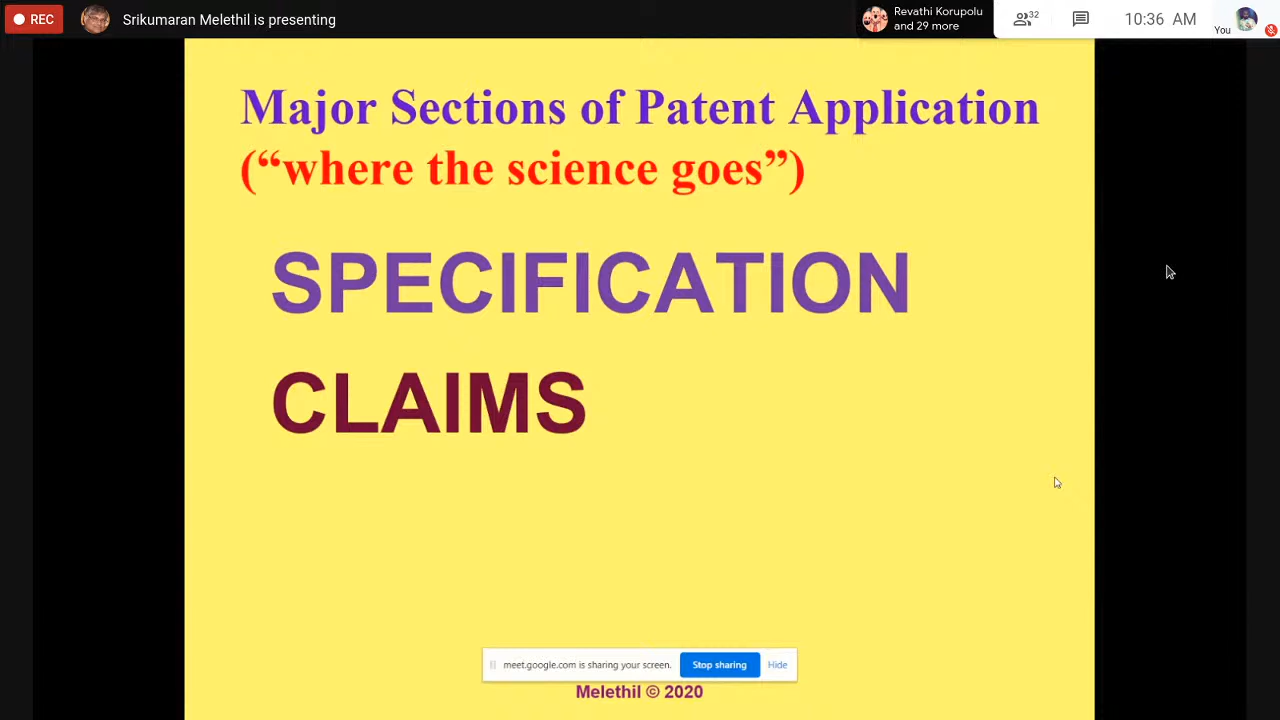 REC
Srikumaran Melethil is presenting
Revathi Korupolu
and 29 more
32
10:36 AM
You
Major Sections of Patent Application
(“where the science goes”)
SPECIFICATION
CLAIMS
meet.google.com is sharing your screen.
Stop sharing
Hide
Melethil © 2020